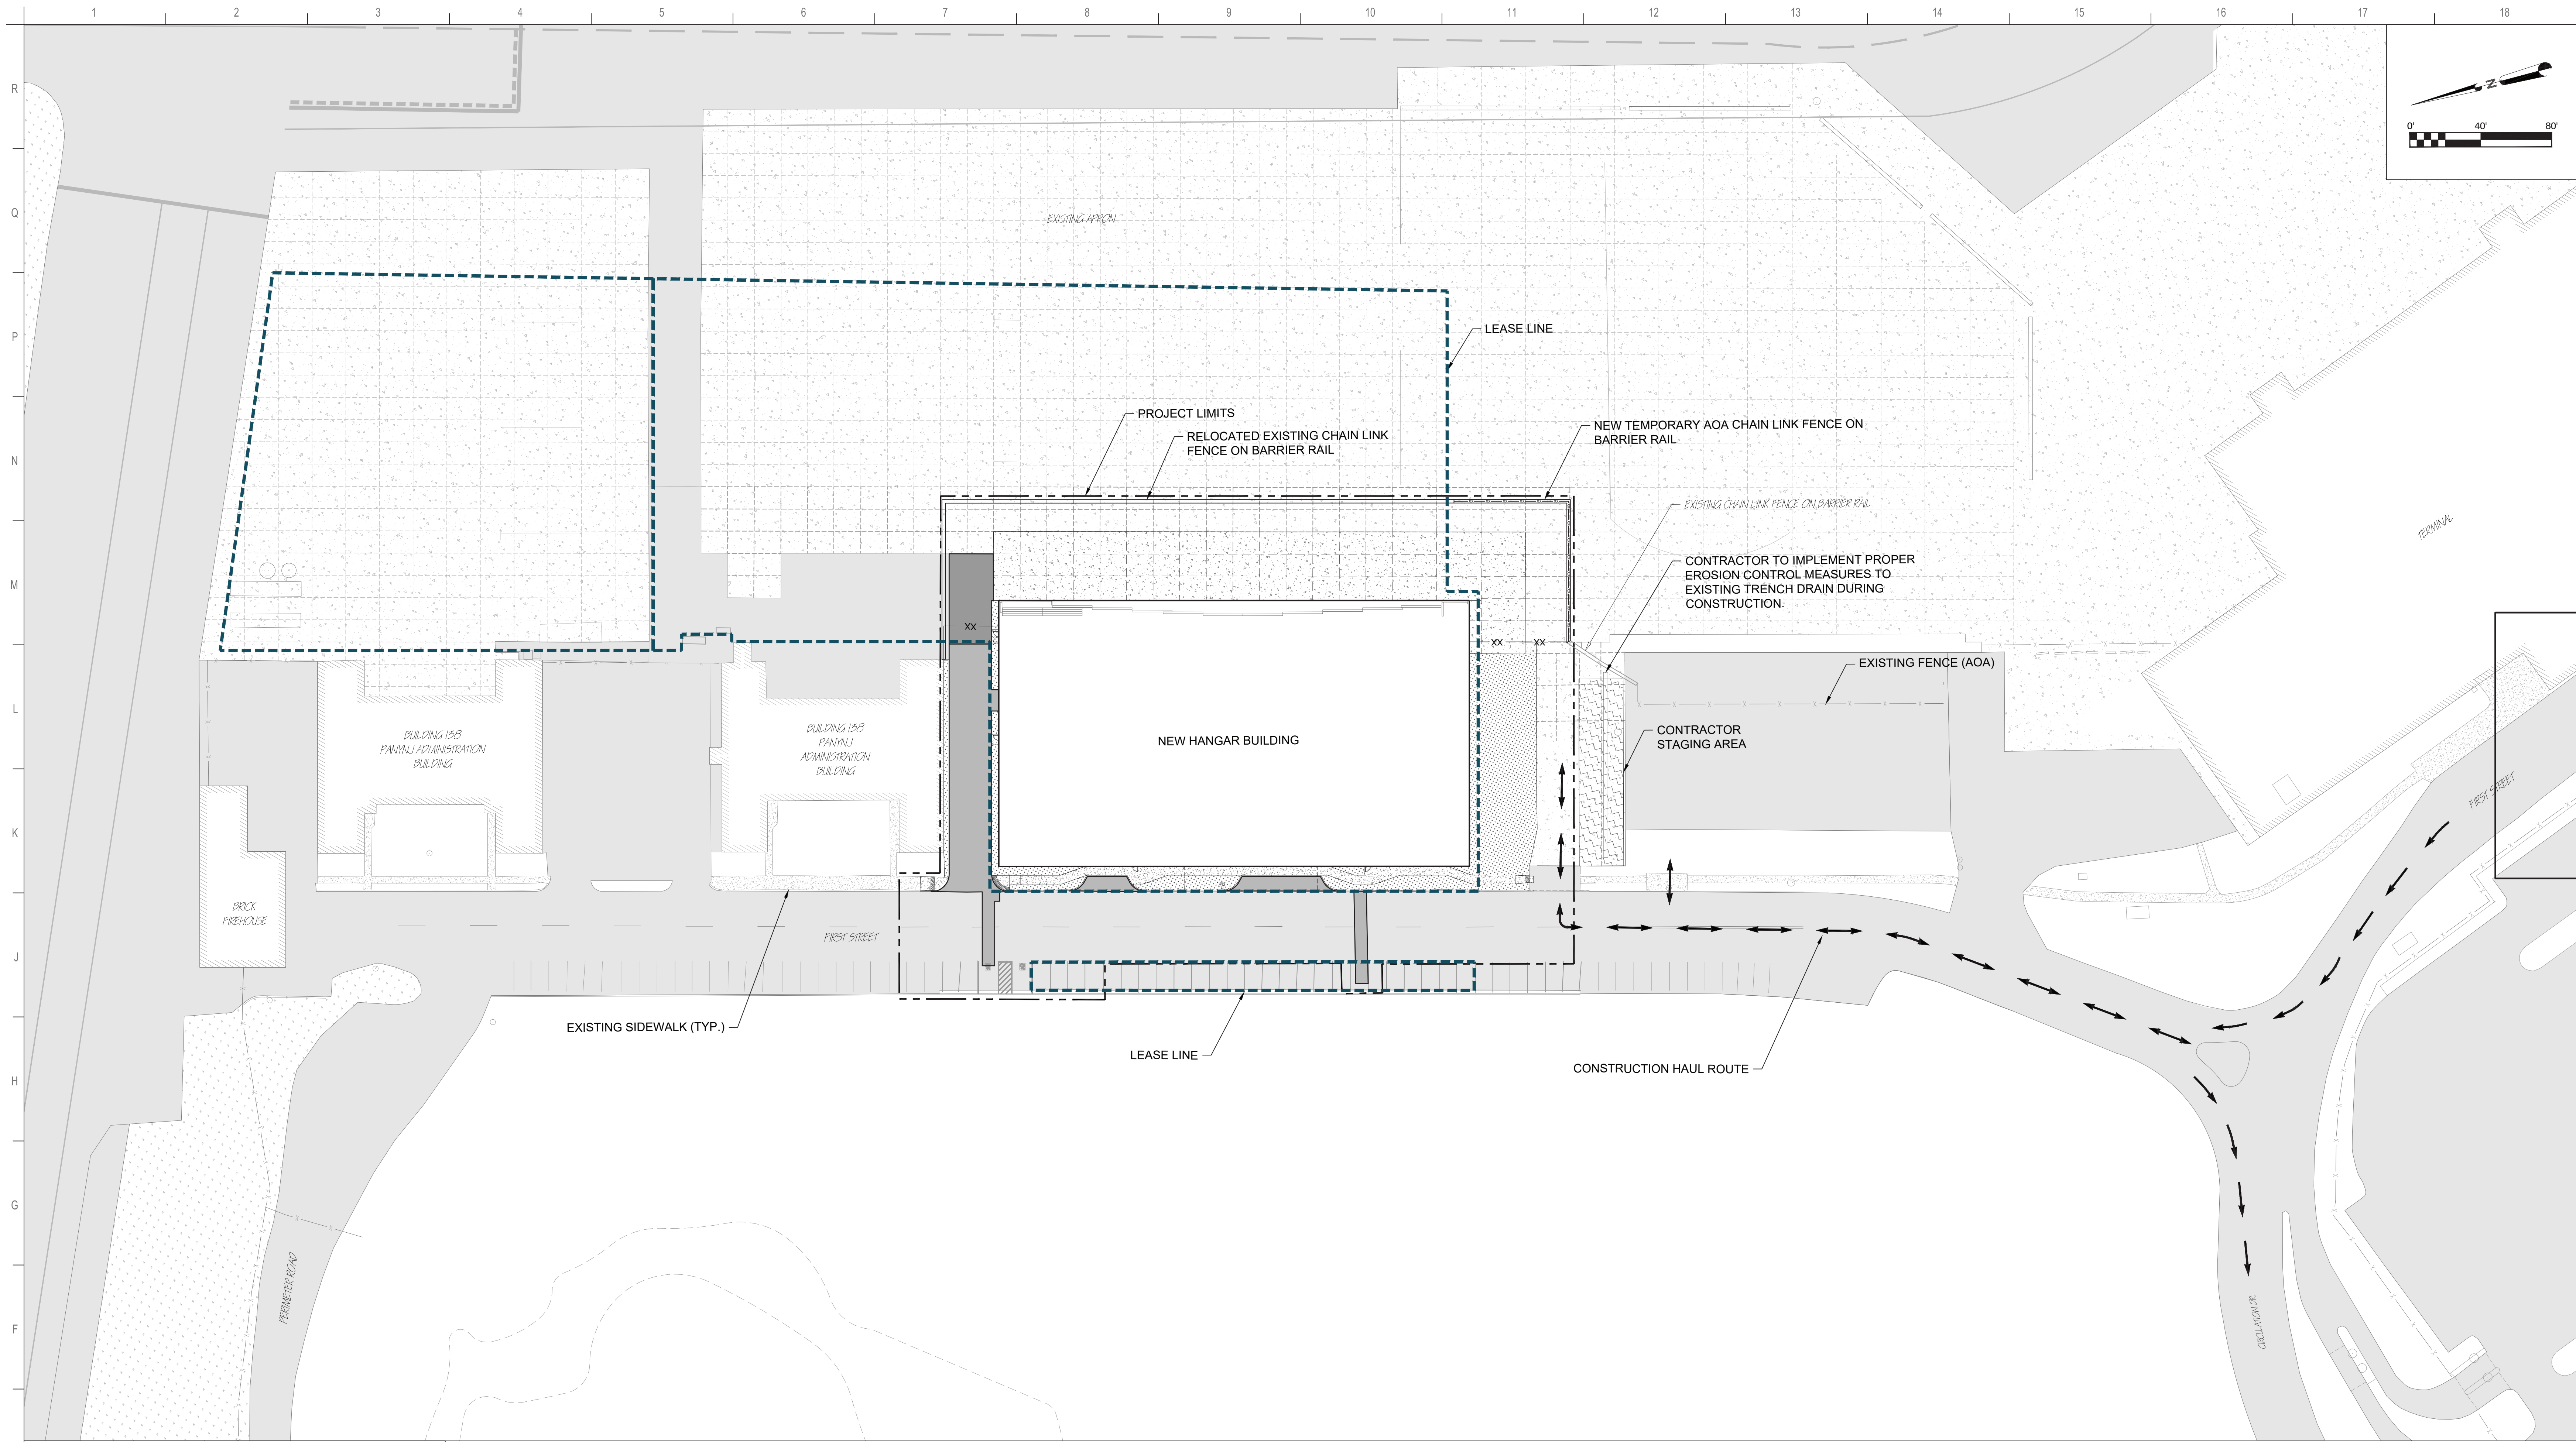 1 2 3 4 5 6 7 8 9 10 11 12 13 14 15 16 17 18
R
Q
P
N
M
L
K
J
H
G
F
N
0' 40' 80'
EXISTING APRON
LEASE LINE
PROJECT LIMITS
RELOCATED EXISTING CHAIN LINK
FENCE ON BARRIER RAIL
NEW TEMPORARY AOA CHAIN LINK FENCE ON
BARRIER RAIL
EXISTING CHAIN LINK FENCE ON BARRIER RAIL
TERMINAL
CONTRACTOR TO IMPLEMENT PROPER
EROSION CONTROL MEASURES TO
EXISTING TRENCH DRAIN DURING
CONSTRUCTION.
XX
XX XX
EXISTING FENCE (AOA)
BUILDING 138
PANYNJ ADMINISTRATION
BUILDING
BUILDING 138
PANYNJ
ADMINISTRATION
BUILDING
NEW HANGAR BUILDING
CONTRACTOR
STAGING AREA
FIRST STREET
BRICK
FIREHOUSE
FIRST STREET
EXISTING SIDEWALK (TYP.)
LEASE LINE
CONSTRUCTION HAUL ROUTE
PERIMETER ROAD
CIRCULATION DR.